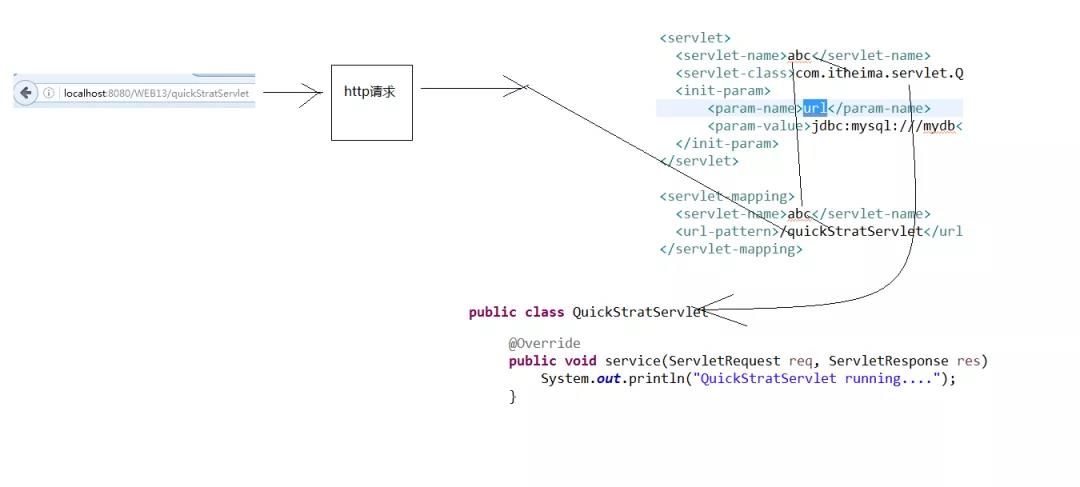 localhost:8080/WEB13/quickStratServlet
http请求
<servlet>
<servlet-name>abc</servlet-name>
<servlet-class>com.itheima.servlet.Q
<init-param>
<param-name>url</param-name>
<param-value>jdbc:mysql:///mydb<
</init-param>
</servlet>
<servlet-mapping>
<servlet-name>abc</servlet-name>
<url-pattern>/quickStratServlet</url
</servlet-mapping>
public class QuickStratServlet
@Override
public void service(ServletRequest req, ServletResponse res)
System.out.println("QuickStratServlet running....");
}